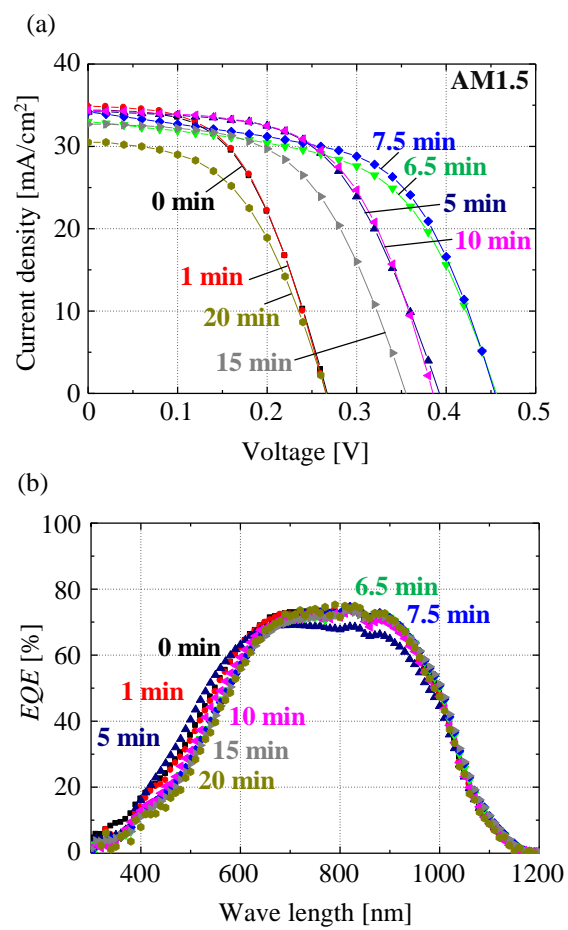 (a)
40
AM1.5
30
20
10
0
Current density [mA/cm²]
7.5 min
6.5 min
0 min
5 min
10 min
1 min
20 min
15 min
0
0.1
0.2
0.3
0.4
0.5
Voltage [V]
(b)
100
80
60
40
20
0
EQE [%]
6.5 min
7.5 min
0 min
1 min
10 min
5 min
15 min
20 min
400
600
800
1000
1200
Wave length [nm]